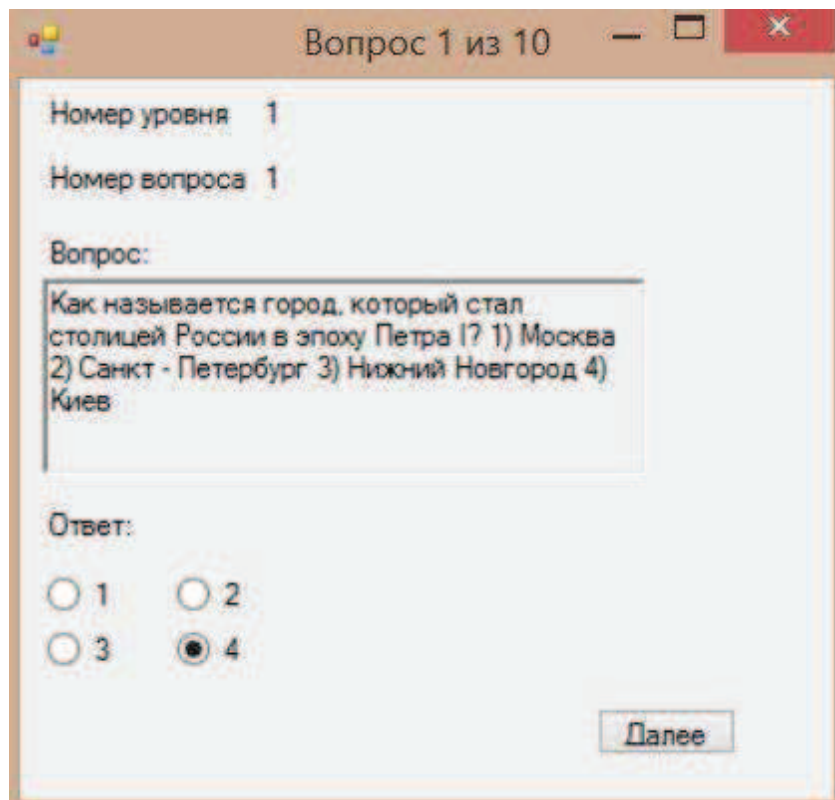 Вопрос 1 из 10
Номер уровня 1
Номер вопроса 1
Вопрос:
Как называется город, который стал
столицей России в эпоху Петра I? 1) Москва
2) Санкт - Петербург 3) Нижний Новгород 4)
Киев
Ответ:
1 2
3 4
Далее